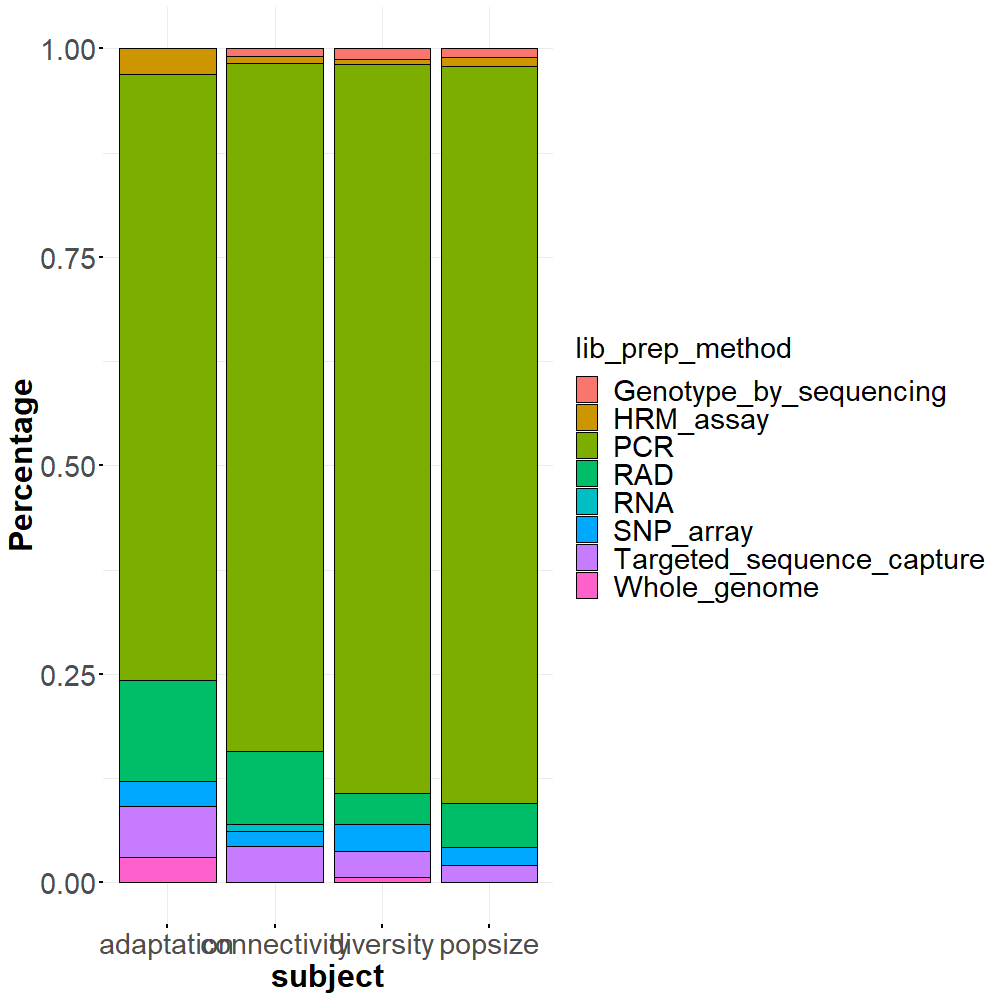 1.00
0.75
0.50
0.25
0.00
Percentage
adaptation connectivity diversity popsize
subject
lib_prep_method
Genotype_by_sequencing
HRM_assay
PCR
RAD
RNA
SNP_array
Targeted_sequence_capture
Whole_genome